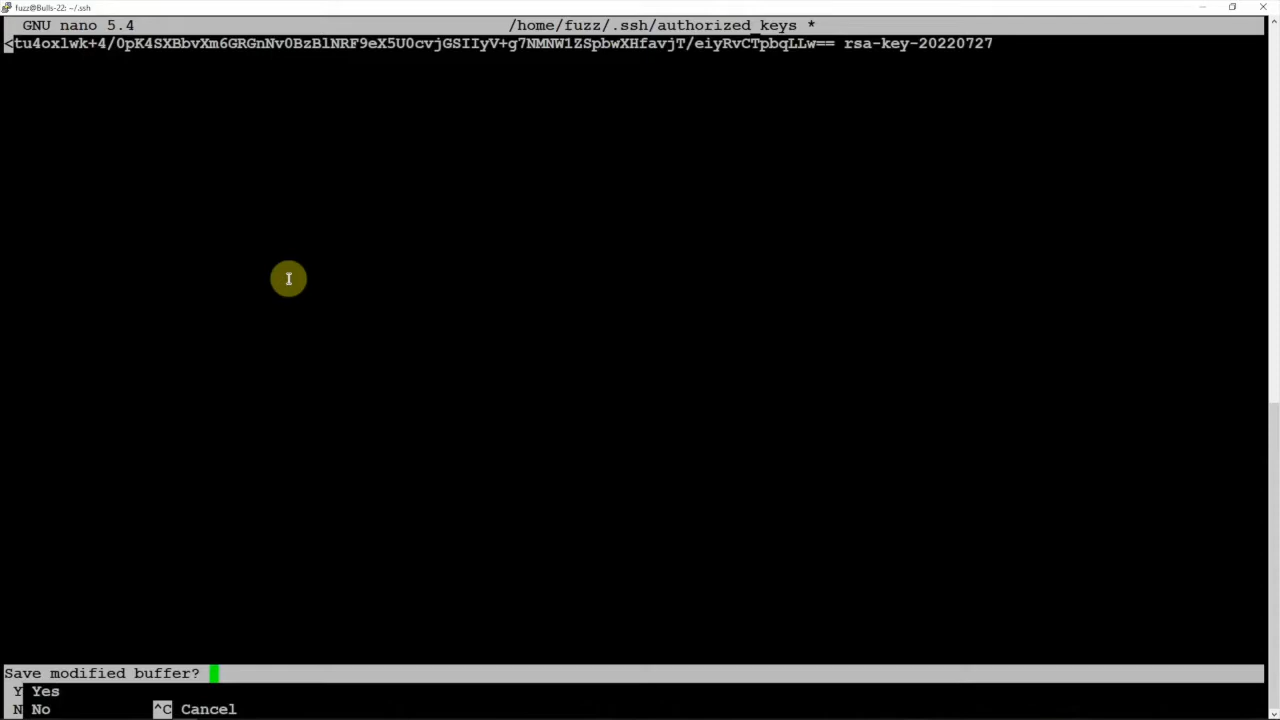 fuzz@Bulls-22: ~/.ssh
GNU nano 5.4 /home/fuzz/.ssh/authorized_keys *
<tu4oxlwk+4/0pK4SXBbvXm6GRGnNv0BzBlNRF9eX5U0cvjGSIIyV+g7NMNW1ZSpbwXHfavjT/eiyRvCTpbqLLw== rsa-key-20220727
Save modified buffer?
Y Yes
N No ^C Cancel